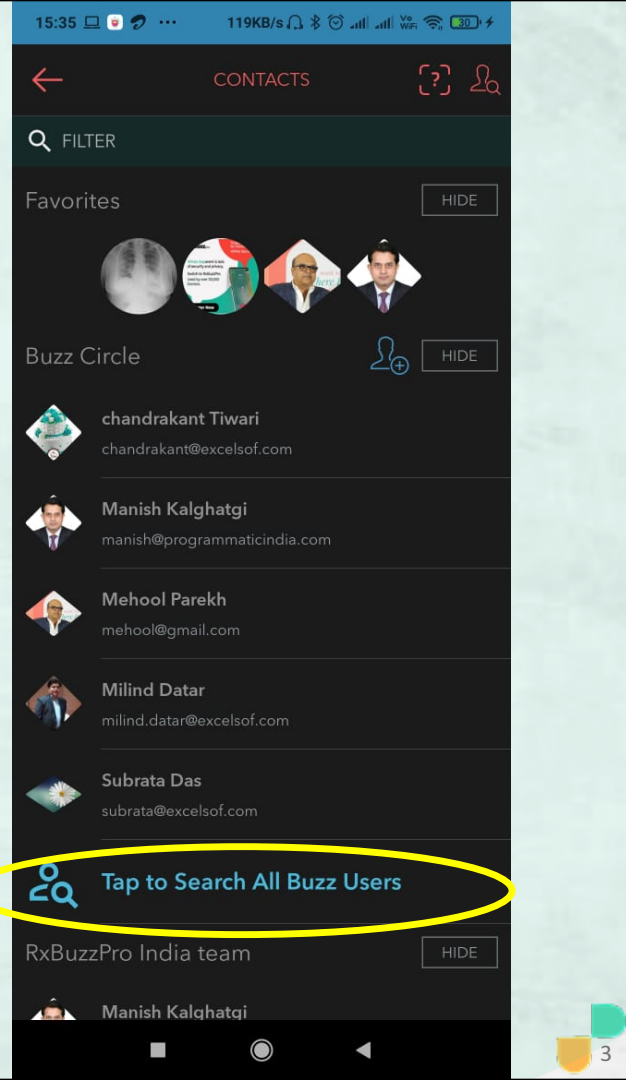 15:35 ... 119KB/s Vo WiFi 30
CONTACTS
?
FILTER
Favorites HIDE
Buzz Circle HIDE
chandrakant Tiwari
chandrakant@excelsof.com
Manish Kalghatgi
manish@programmaticindia.com
Mehool Parekh
mehool@gmail.com
Milind Datar
milind.datar@excelsof.com
Subrata Das
subrata@excelsof.com
Tap to Search All Buzz Users
RxBuzzPro India team HIDE
Manish Kalghatgi
3